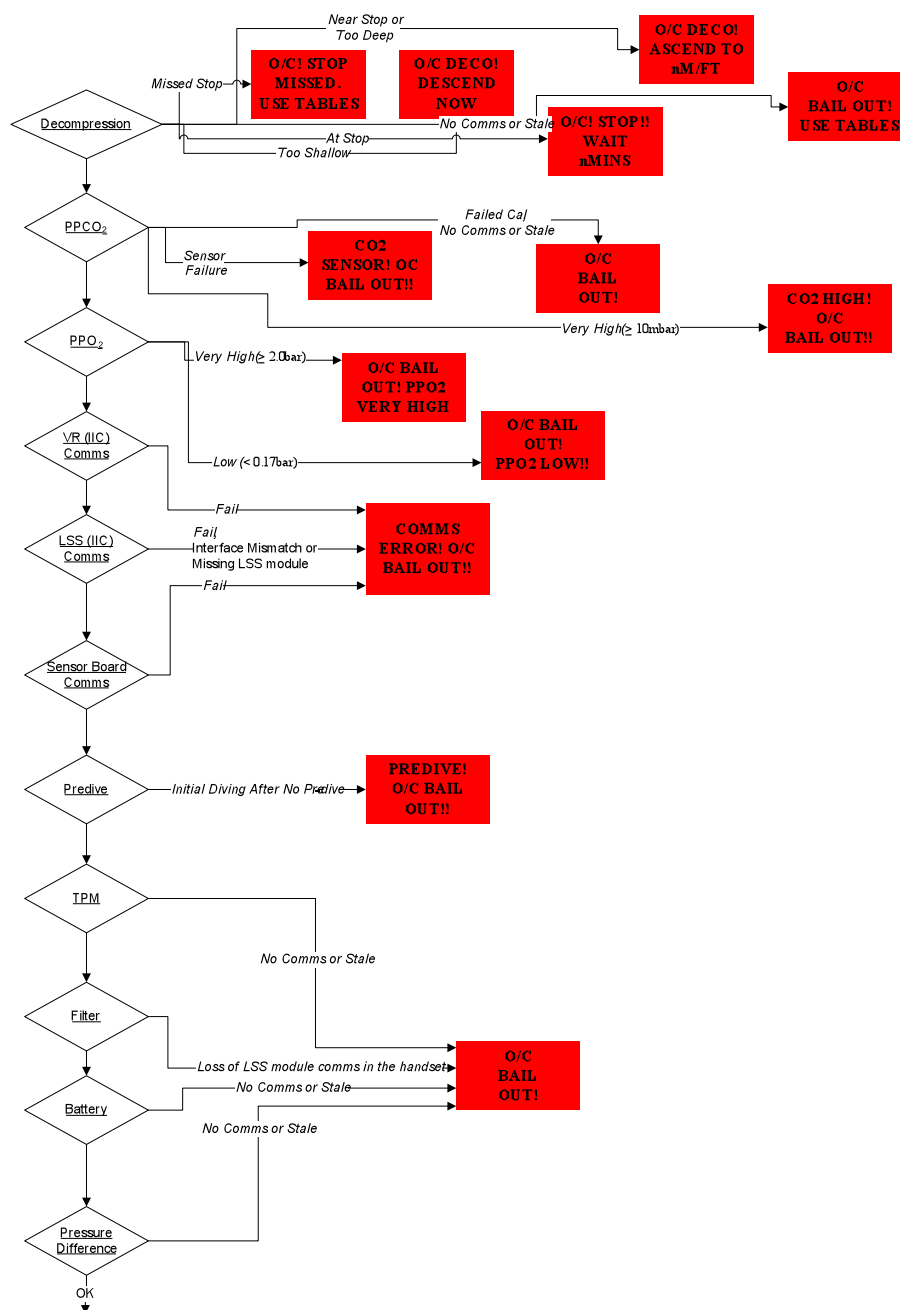 Near Stop or
Too Deep
O/C DECO!
ASCEND TO
nM/FT
Missed Stop
O/C! STOP
MISSED.
USE TABLES
O/C DECO!
DESCEND
NOW
O/C
BAIL OUT!
USE TABLES
Decompression
No Comms or Stale
At Stop
Too Shallow
O/C! STOP!!
WAIT
nMINS
PPCO2
Failed Cal,
No Comms or Stale
Sensor
Failure
CO2
SENSOR! OC
BAIL OUT!!
O/C
BAIL
OUT!
Very High(≥ 10mbar)
CO2 HIGH!
O/C
BAIL OUT!!
PPO2
Very High(≥ 2.0bar)
O/C BAIL
OUT! PPO2
VERY HIGH
Low (< 0.17bar)
O/C BAIL
OUT!
PPO2 LOW!!
VR (IIC)
Comms
Fail
LSS (IIC)
Comms
Fail,
Interface Mismatch or
Missing LSS module
COMMS
ERROR! O/C
BAIL OUT!!
Fail
Sensor Board
Comms
Predive
Initial Diving After No Predive
PREDIVE!
O/C BAIL
OUT!!
TPM
No Comms or Stale
Filter
Loss of LSS module comms in the handset
O/C
BAIL
OUT!
Battery
No Comms or Stale
No Comms or Stale
Pressure
Difference
OK